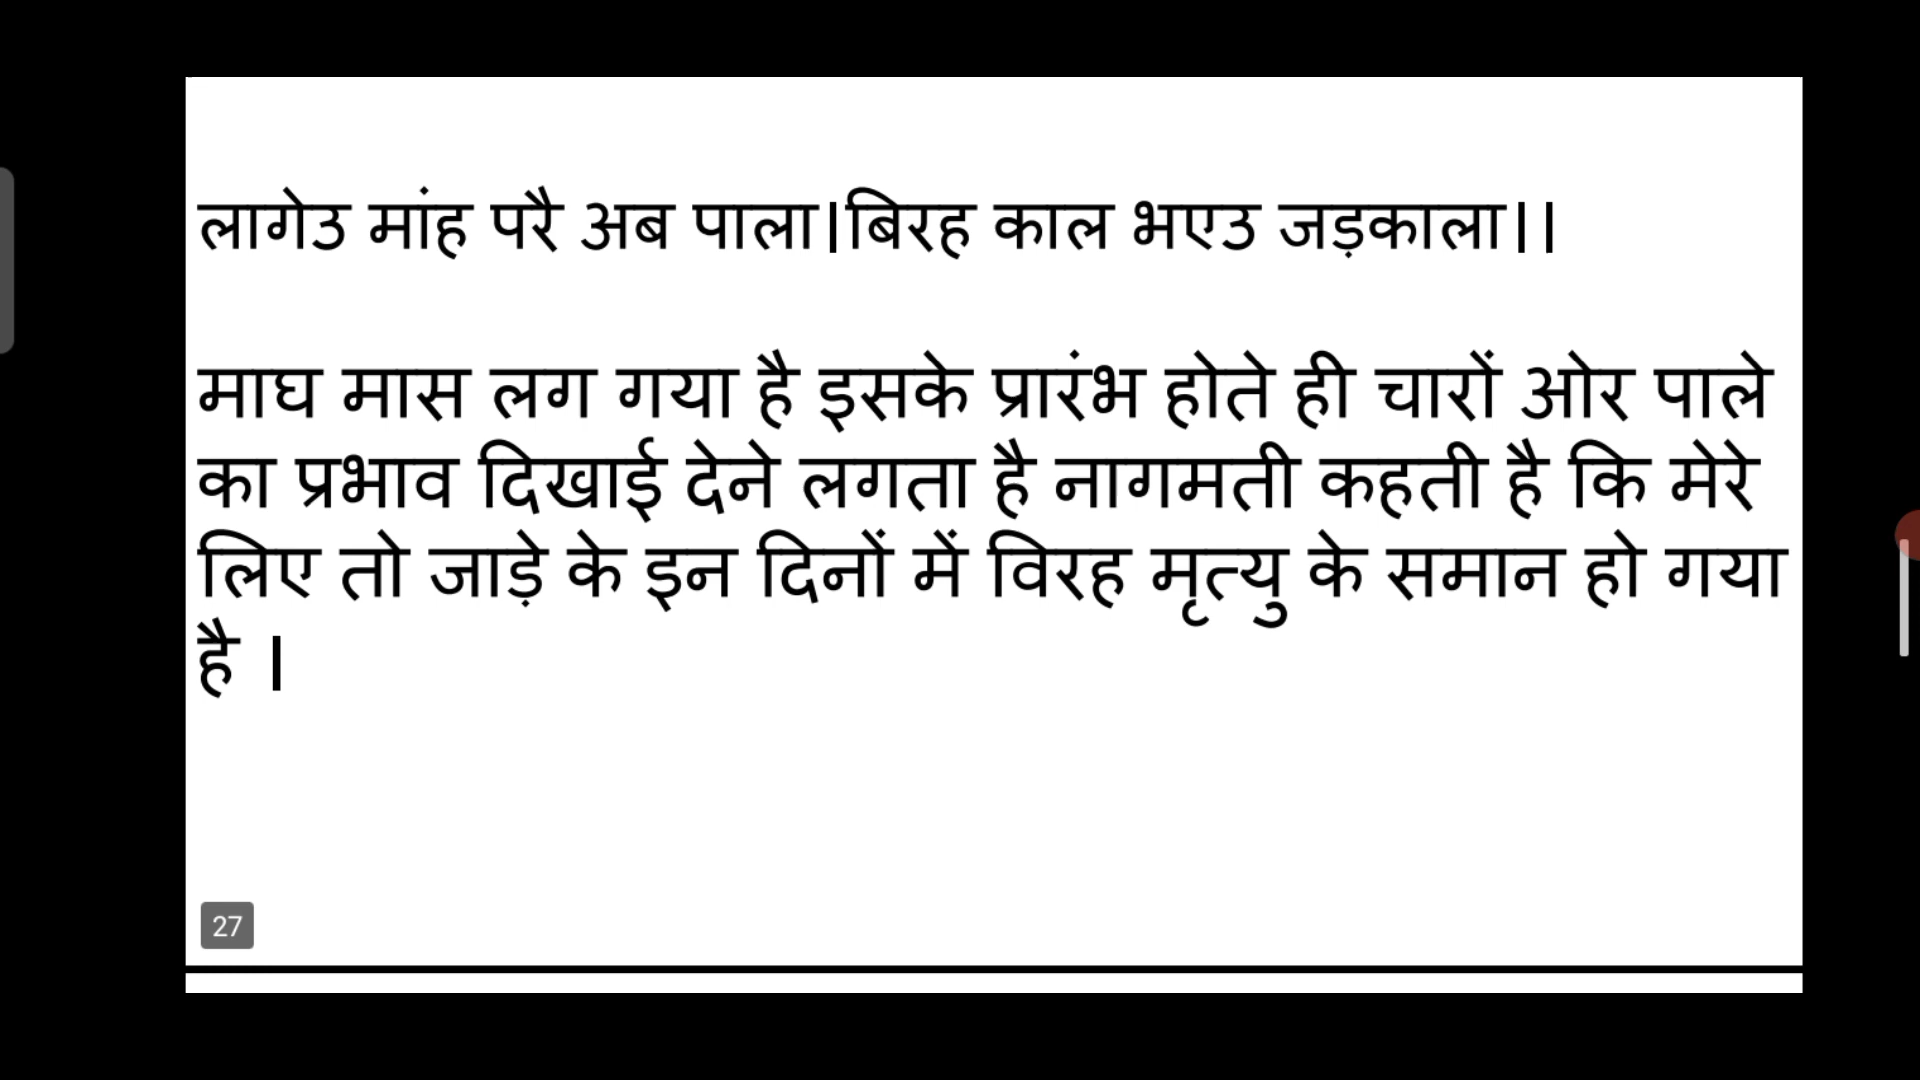 लागेउ मांह परै अब पाला।बिरह काल भएउ जड़काला।।
माघ मास लग गया है इसके प्रारंभ होते ही चारों ओर पाले
का प्रभाव दिखाई देने लगता है नागमती कहती है कि मेरे
लिए तो जाड़े के इन दिनों में विरह मृत्यु के समान हो गया
है ।
27